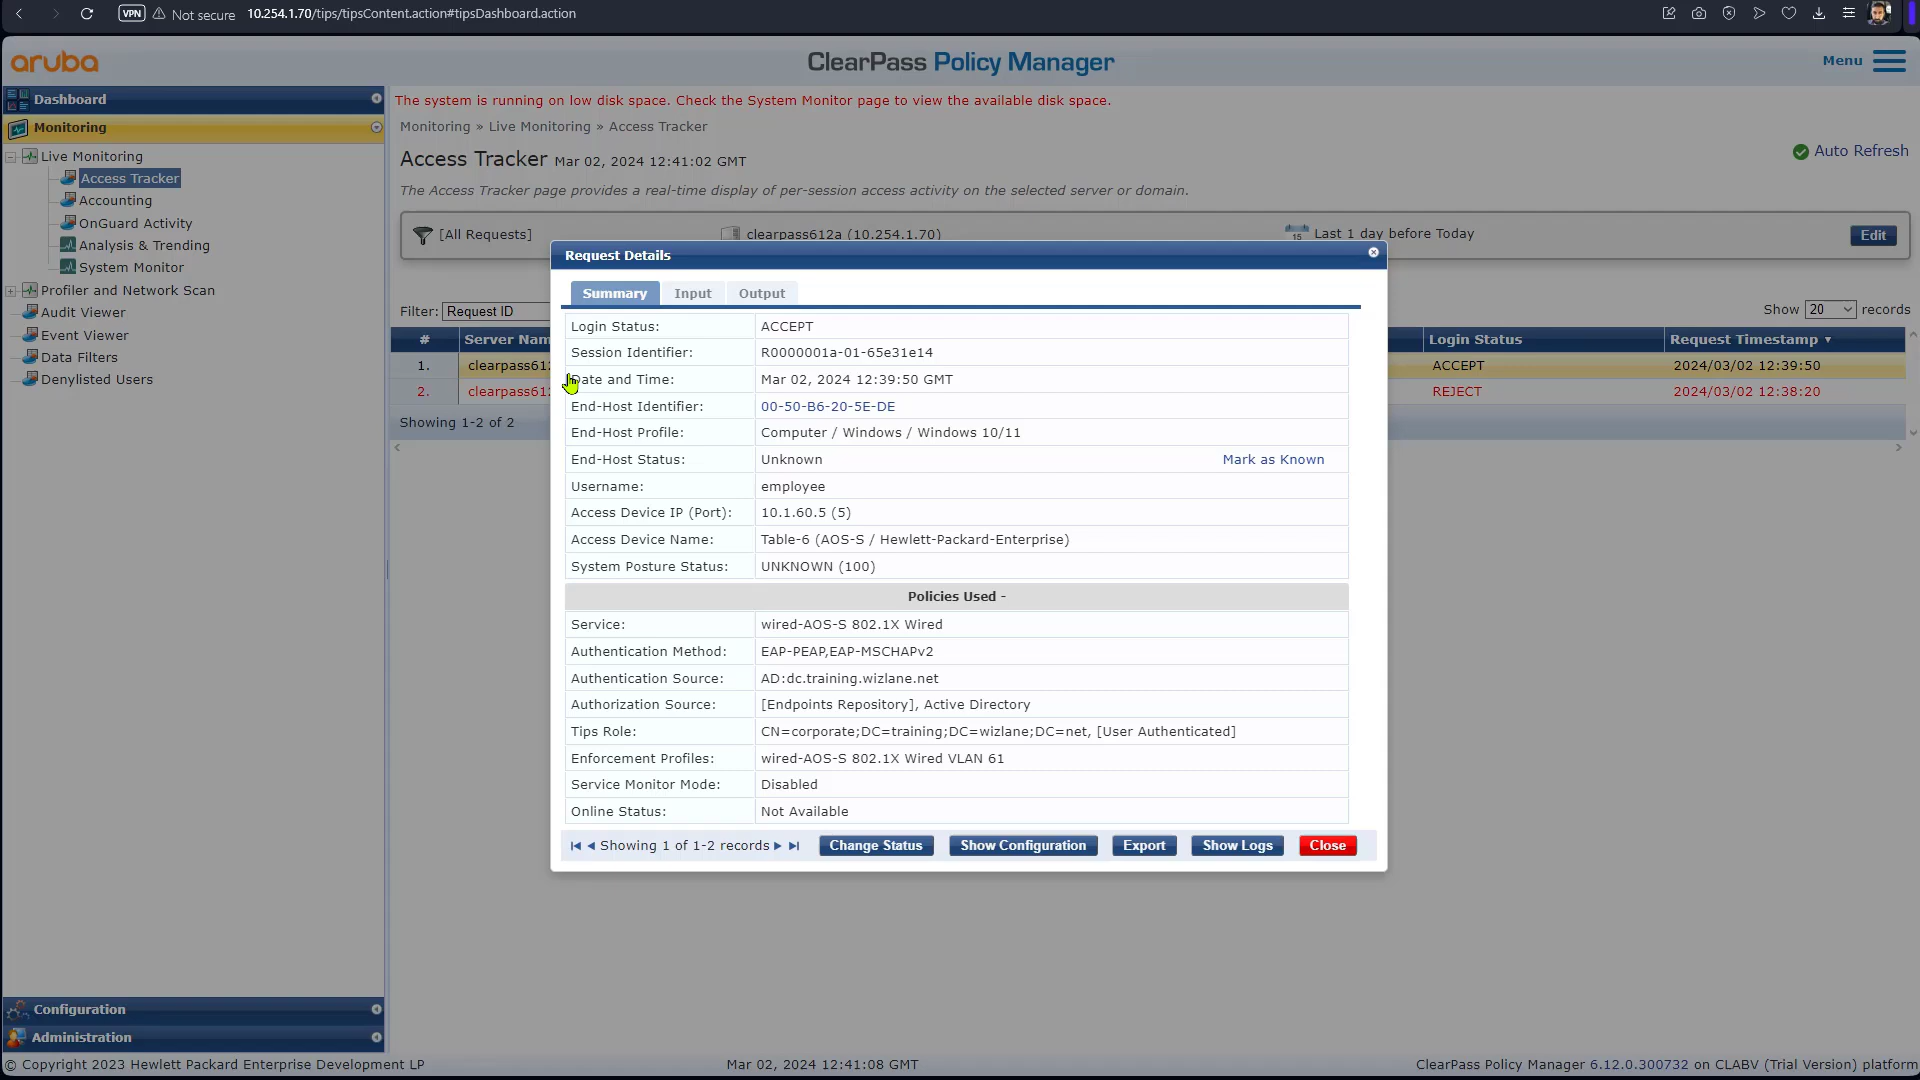 VPN Not secure 10.254.1.70/tips/tipsContent.action#tipsDashboard.action
aruba
ClearPass Policy Manager
Menu
Dashboard
Monitoring
Live Monitoring
Access Tracker
Accounting
OnGuard Activity
Analysis & Trending
System Monitor
Profiler and Network Scan
Audit Viewer
Event Viewer
Data Filters
Denylisted Users
Configuration
Administration
The system is running on low disk space. Check the System Monitor page to view the available disk space.
Monitoring » Live Monitoring » Access Tracker
Access Tracker Mar 02, 2024 12:41:02 GMT
Auto Refresh
The Access Tracker page provides a real-time display of per-session access activity on the selected server or domain.
[All Requests] clearpass612a (10.254.1.70) 15 Last 1 day before Today Edit
Filter: Request ID Show 20 records
# Server Nam Login Status Request Timestamp ▼
1. clearpass612 ACCEPT 2024/03/02 12:39:50
2. clearpass612 REJECT 2024/03/02 12:38:20
Showing 1-2 of 2
Request Details
Summary Input Output
Login Status: ACCEPT
Session Identifier: R0000001a-01-65e31e14
Date and Time: Mar 02, 2024 12:39:50 GMT
End-Host Identifier: 00-50-B6-20-5E-DE
End-Host Profile: Computer / Windows / Windows 10/11
End-Host Status: Unknown Mark as Known
Username: employee
Access Device IP (Port): 10.1.60.5 (5)
Access Device Name: Table-6 (AOS-S / Hewlett-Packard-Enterprise)
System Posture Status: UNKNOWN (100)
Policies Used -
Service: wired-AOS-S 802.1X Wired
Authentication Method: EAP-PEAP,EAP-MSCHAPv2
Authentication Source: AD:dc.training.wizlane.net
Authorization Source: [Endpoints Repository], Active Directory
Tips Role: CN=corporate;DC=training;DC=wizlane;DC=net, [User Authenticated]
Enforcement Profiles: wired-AOS-S 802.1X Wired VLAN 61
Service Monitor Mode: Disabled
Online Status: Not Available
Showing 1 of 1-2 records Change Status Show Configuration Export Show Logs Close
© Copyright 2023 Hewlett Packard Enterprise Development LP Mar 02, 2024 12:41:08 GMT ClearPass Policy Manager 6.12.0.300732 on CLABV (Trial Version) platform